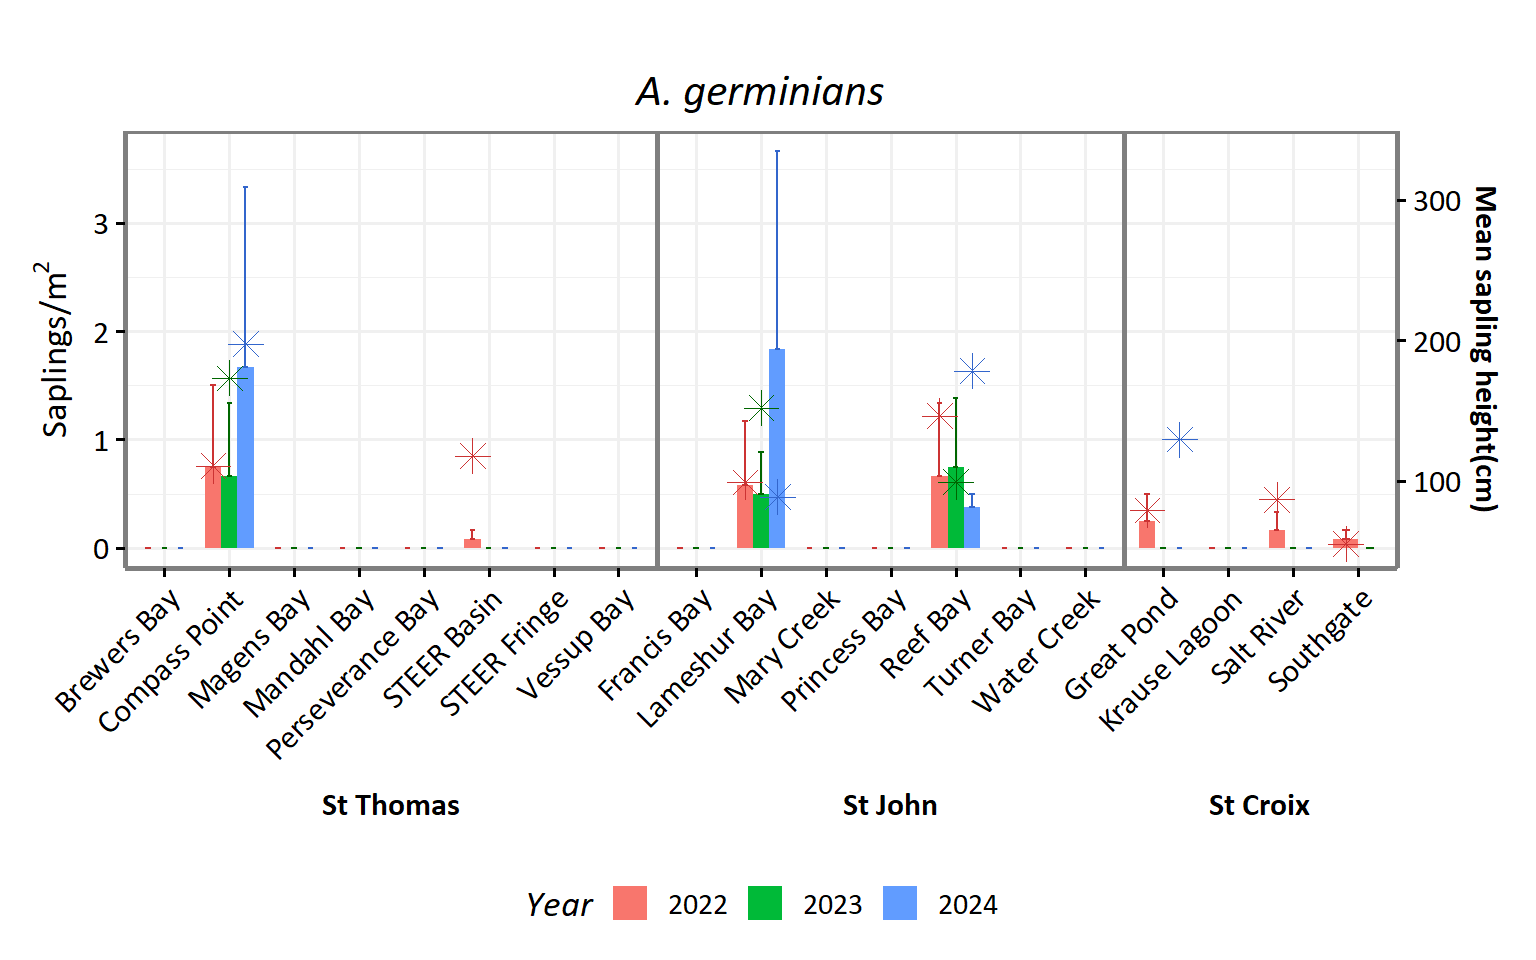 A. germinians
Saplings/m²
3
2
1
0
300
200
100
Mean sapling height(cm)
Brewers Bay
Compass Point
Magens Bay
Mandahl Bay
Perseverance Bay
STEER Basin
STEER Fringe
Vessup Bay
Francis Bay
Lameshur Bay
Mary Creek
Princess Bay
Reef Bay
Turner Bay
Water Creek
Great Pond
Krause Lagoon
Salt River
Southgate
St Thomas
St John
St Croix
Year 2022 2023 2024